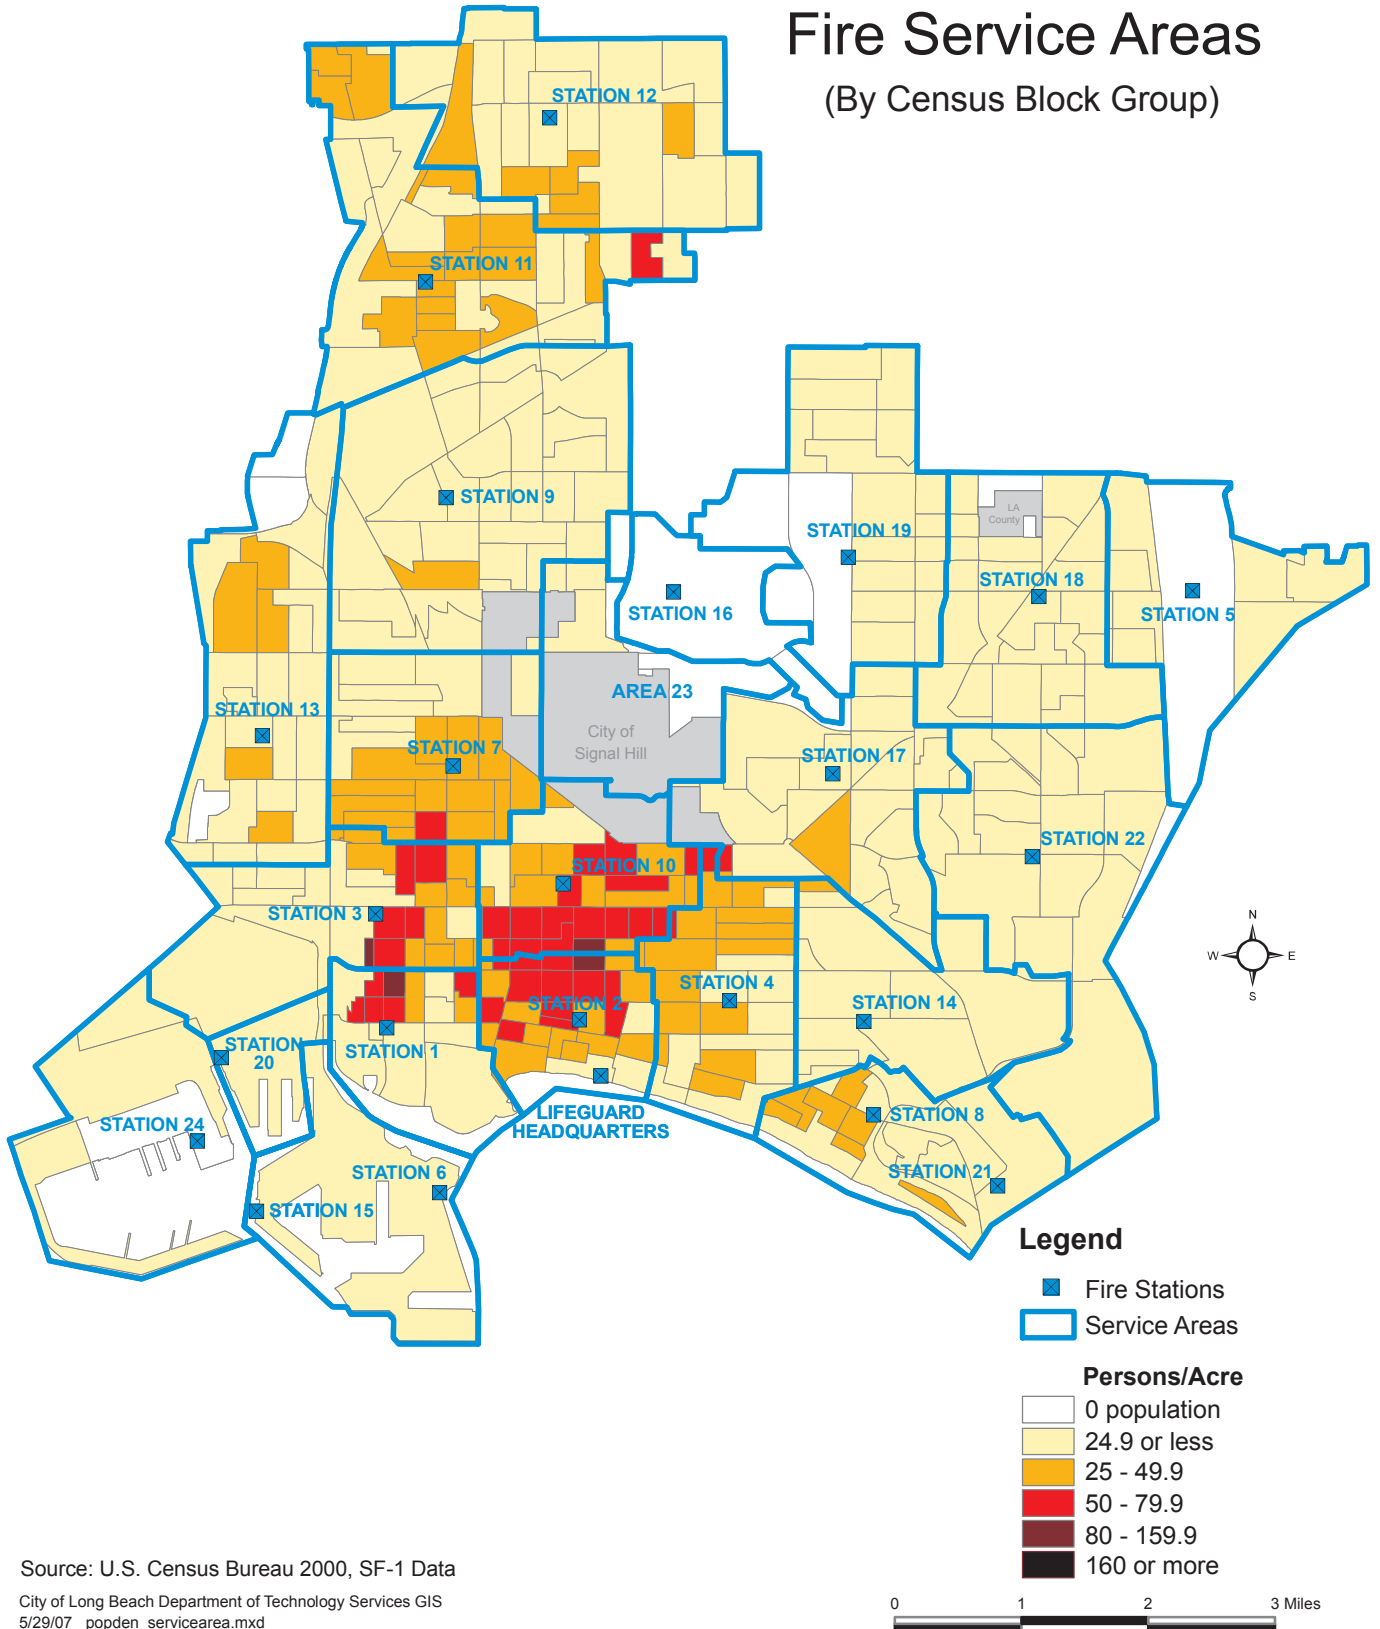 Fire Service Areas
(By Census Block Group)
STATION 12
STATION 11
STATION 9
LA
County
STATION 19
STATION 18
STATION 16
STATION 5
AREA 23
STATION 13
City of
Signal Hill
STATION 7
STATION 17
STATION 22
STATION 10
STATION 3
N
W
E
S
STATION 4
STATION 2
STATION 14
STATION 1
STATION
20
LIFEGUARD
HEADQUARTERS
STATION 8
STATION 24
STATION 6
STATION 21
STATION 15
Legend
Fire Stations
Service Areas
Persons/Acre
0 population
24.9 or less
25 - 49.9
50 - 79.9
80 - 159.9
160 or more
Source: U.S. Census Bureau 2000, SF-1 Data
City of Long Beach Department of Technology Services GIS
5/29/07 popden_servicearea.mxd
0 1 2 3 Miles